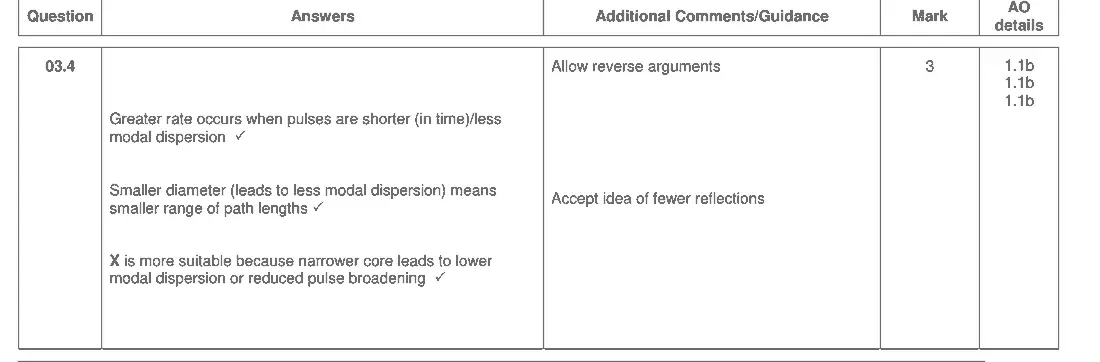 Question Answers Additional Comments/Guidance Mark AO details
03.4 Allow reverse arguments 3 1.1b
1.1b
1.1b
Greater rate occurs when pulses are shorter (in time)/less
modal dispersion ✓
Smaller diameter (leads to less modal dispersion) means
smaller range of path lengths ✓
Accept idea of fewer reflections
X is more suitable because narrower core leads to lower
modal dispersion or reduced pulse broadening ✓